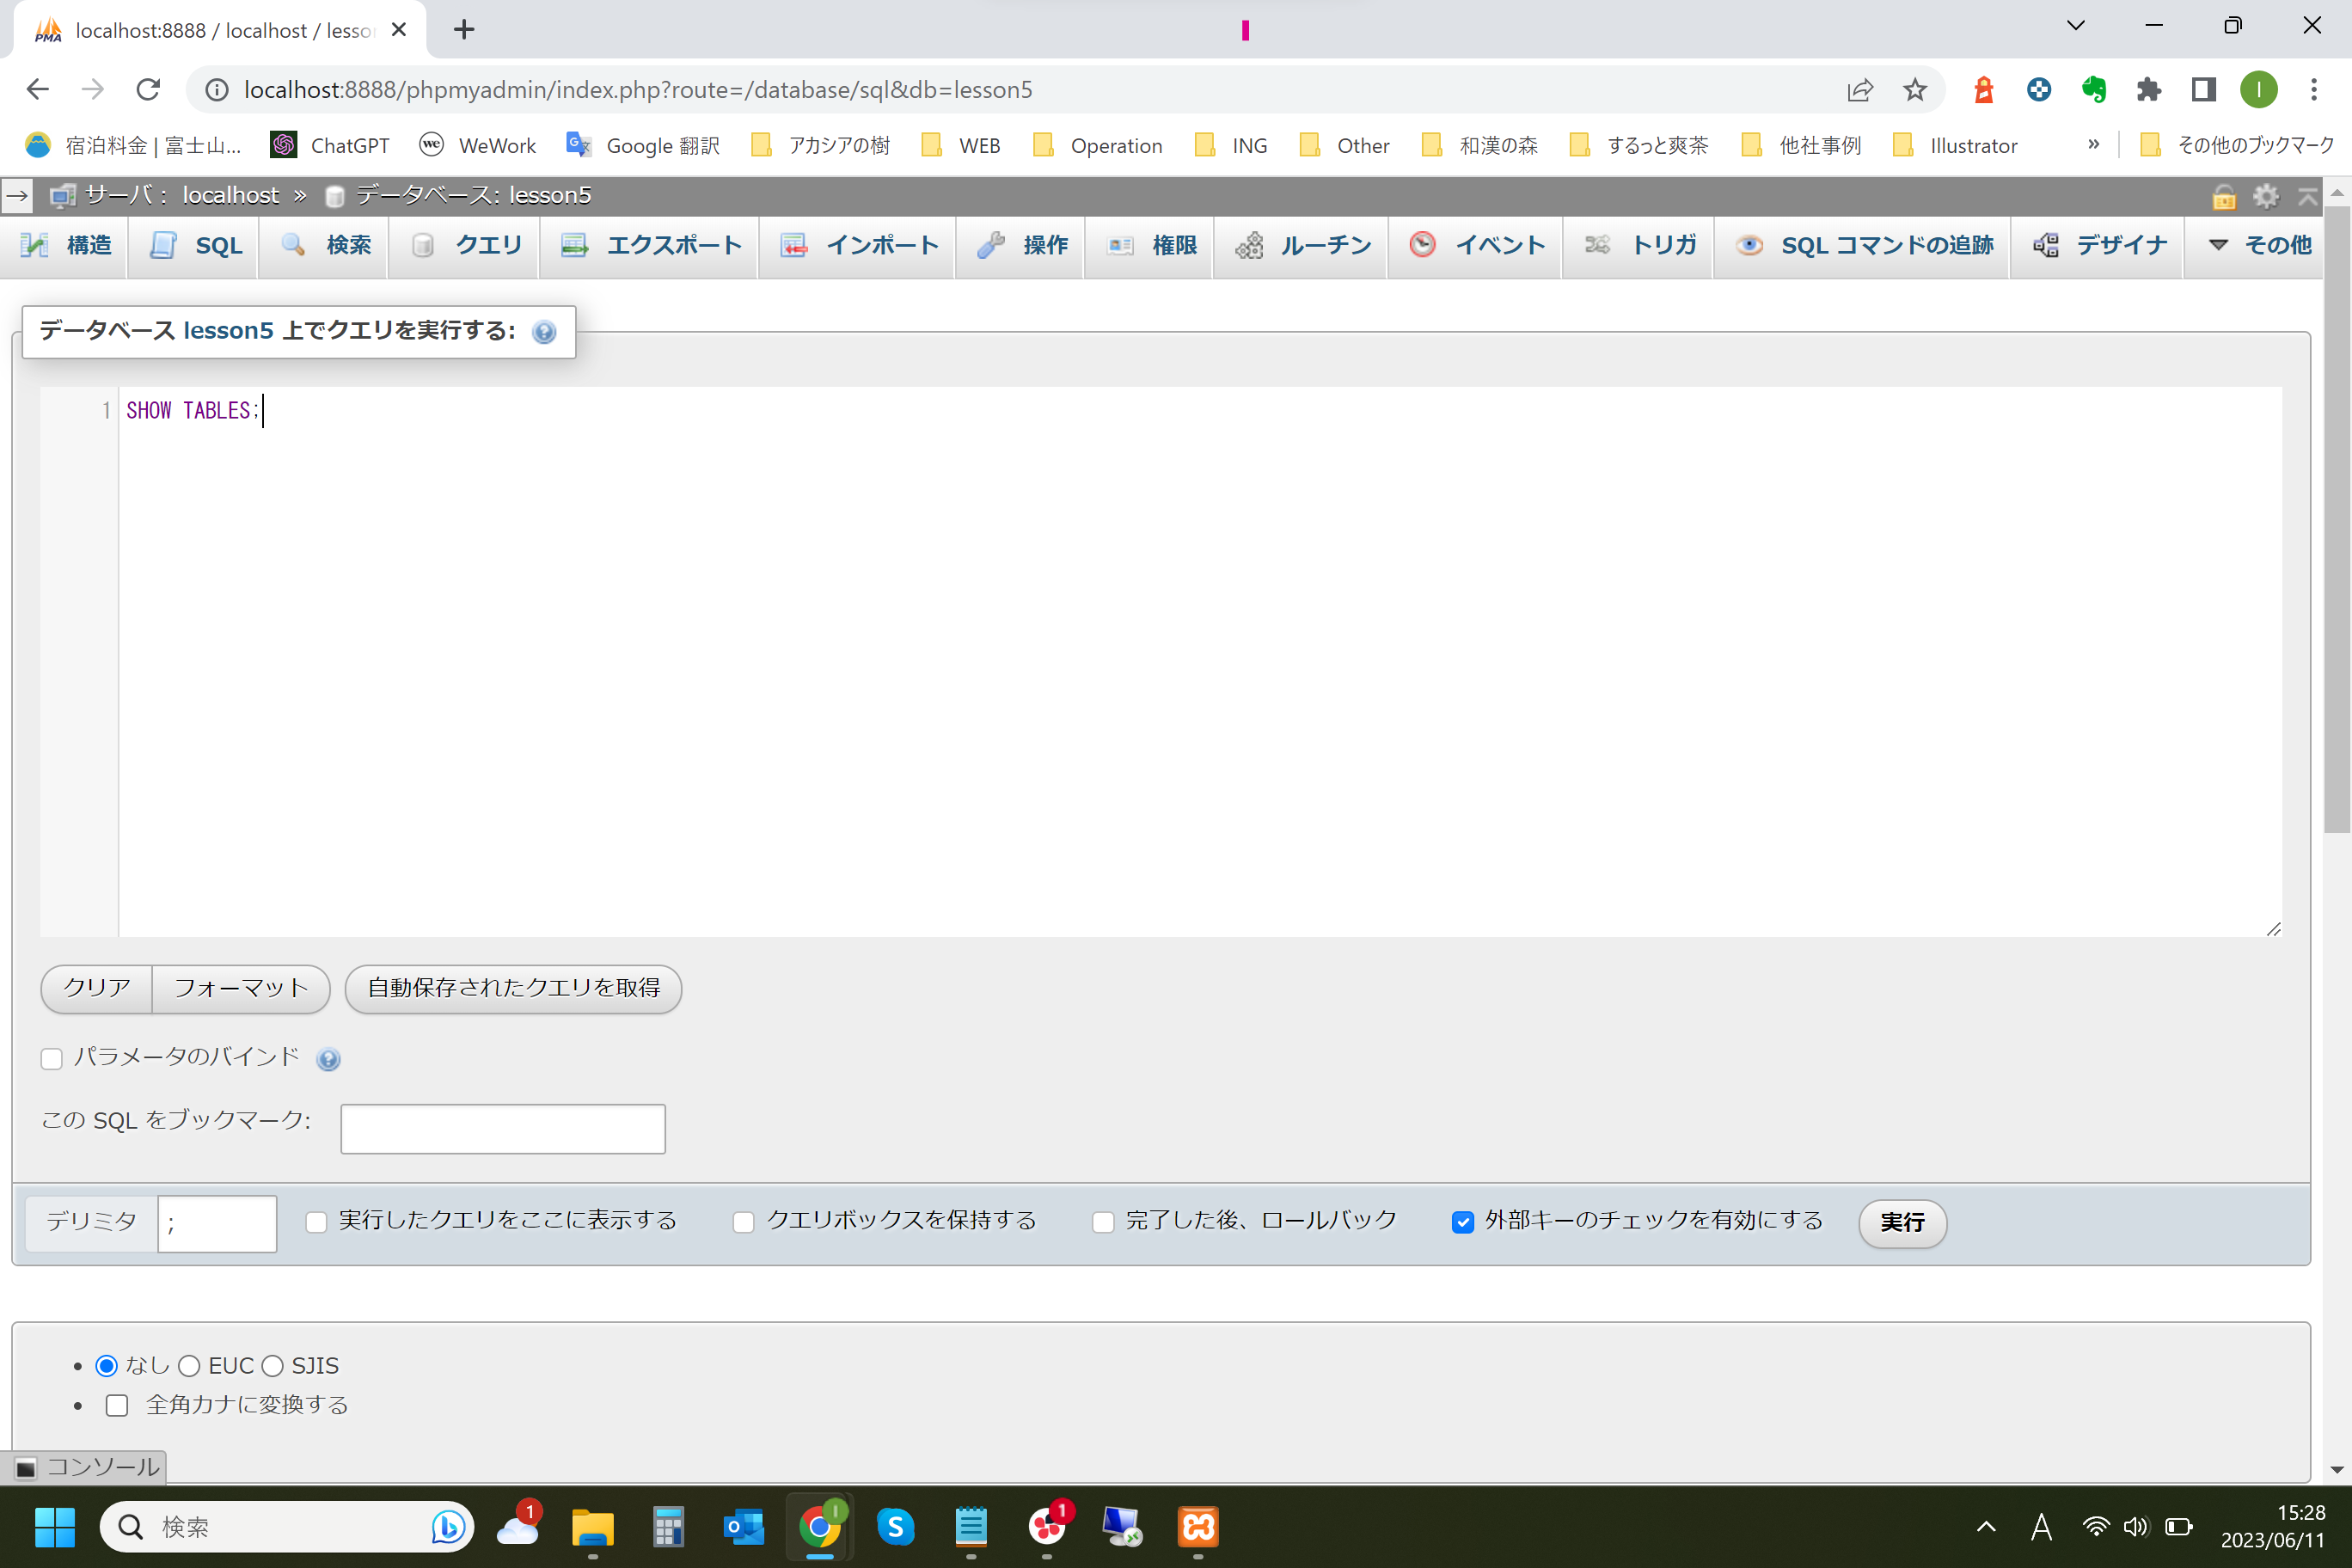 localhost:8888 / localhost / lesso
localhost:8888/phpmyadmin/index.php?route=/database/sql&db=lesson5
I
宿泊料金 | 富士山... ChatGPT WeWork Google 翻訳 アカシアの樹 WEB Operation ING Other 和漢の森 するっと爽茶 他社事例 Illustrator » その他のブックマーク
サーバ: localhost » データベース: lesson5
構造 SQL 検索 クエリ エクスポート インポート 操作 権限 ルーチン イベント トリガ SQL コマンドの追跡 デザイナ その他
データベース lesson5 上でクエリを実行する:
1 SHOW TABLES;
クリア フォーマット 自動保存されたクエリを取得
パラメータのバインド
この SQL をブックマーク:
デリミタ ; 実行したクエリをここに表示する クエリボックスを保持する 完了した後、ロールバック 外部キーのチェックを有効にする 実行
なし EUC SJIS
全角カナに変換する
コンソール
検索 1 1 A 15:28
2023/06/11